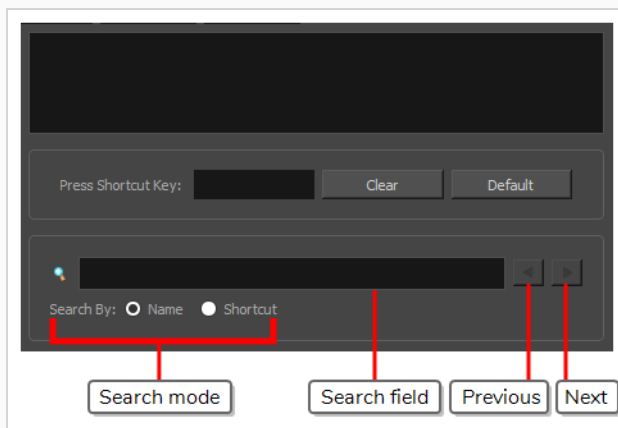 Press Shortcut Key: Clear Default
Search By: Name Shortcut
Search mode Search field Previous Next